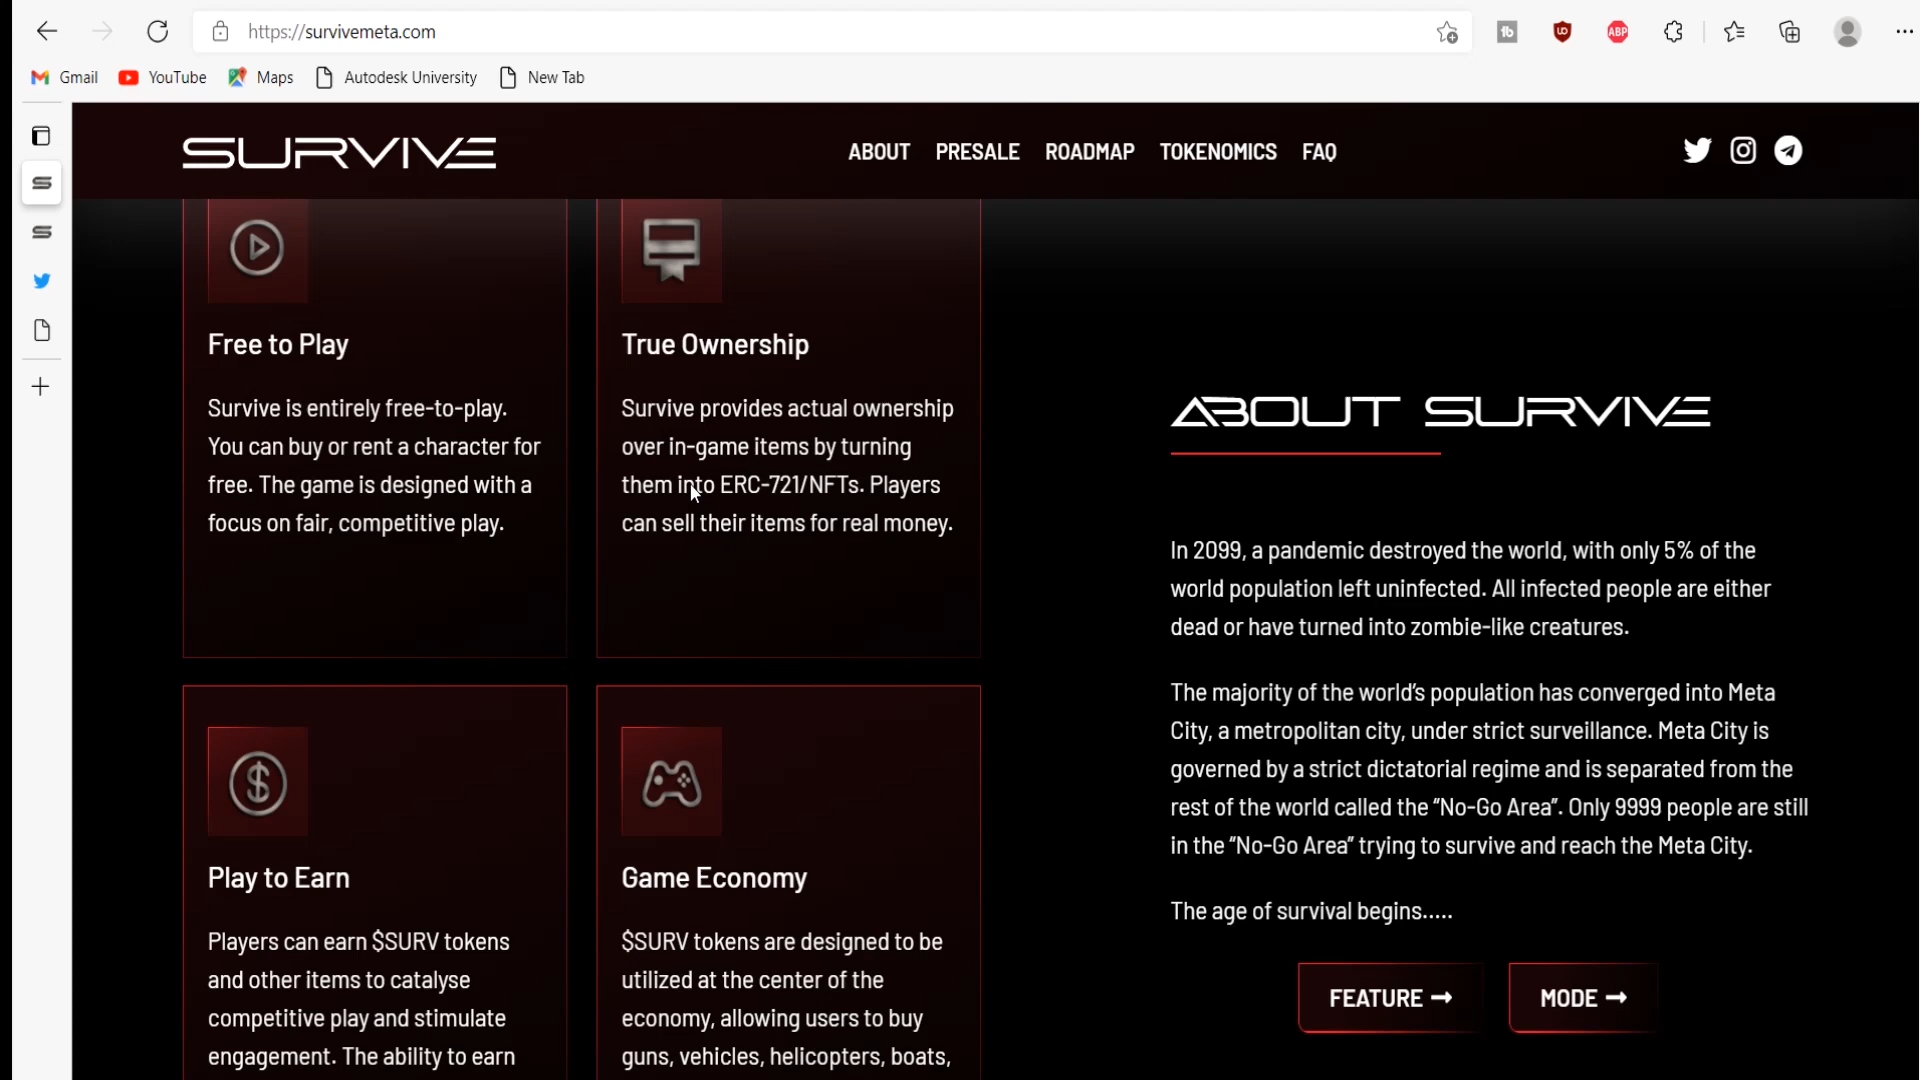 https://survivemeta.com
Gmail YouTube Maps Autodesk University New Tab
SURVIVE
ABOUT PRESALE ROADMAP TOKENOMICS FAQ
Free to Play
Survive is entirely free-to-play.
You can buy or rent a character for
free. The game is designed with a
focus on fair, competitive play.
True Ownership
Survive provides actual ownership
over in-game items by turning
them into ERC-721/NFTs. Players
can sell their items for real money.
Play to Earn
Players can earn $SURV tokens
and other items to catalyse
competitive play and stimulate
engagement. The ability to earn
Game Economy
$SURV tokens are designed to be
utilized at the center of the
economy, allowing users to buy
guns, vehicles, helicopters, boats,
ABOUT SURVIVE
In 2099, a pandemic destroyed the world, with only 5% of the
world population left uninfected. All infected people are either
dead or have turned into zombie-like creatures.
The majority of the world’s population has converged into Meta
City, a metropolitan city, under strict surveillance. Meta City is
governed by a strict dictatorial regime and is separated from the
rest of the world called the “No-Go Area”. Only 9999 people are still
in the “No-Go Area” trying to survive and reach the Meta City.
The age of survival begins.....
FEATURE → MODE →
tb UD ABP